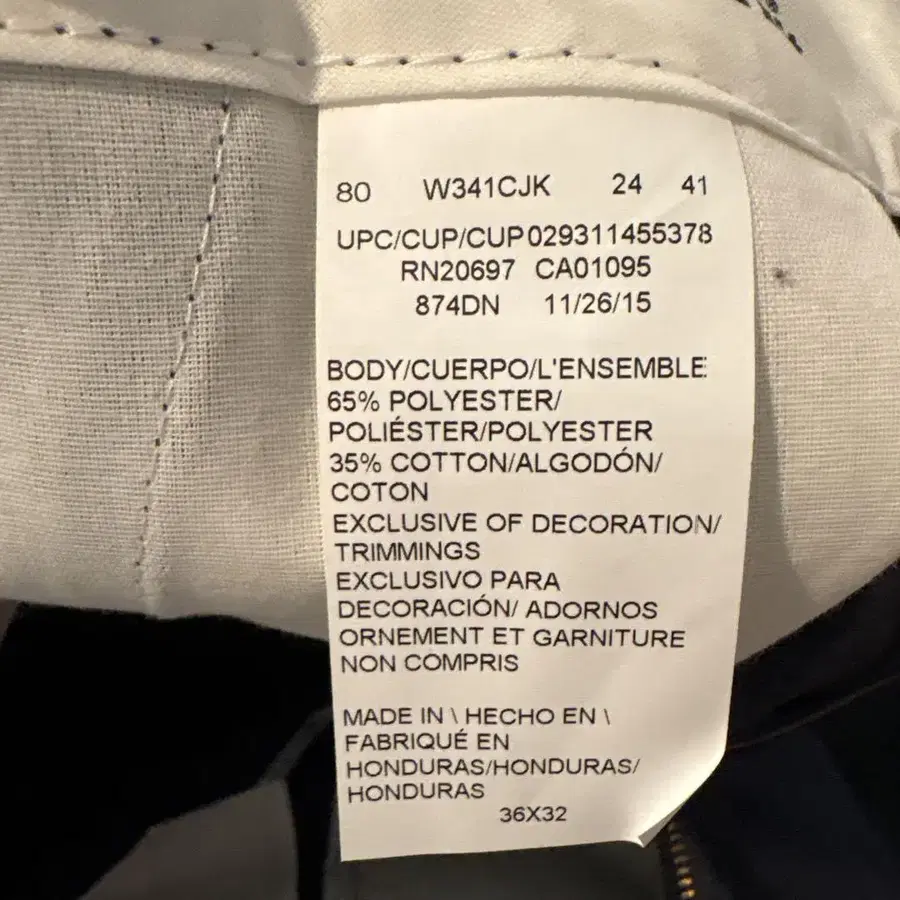 80 W341CJK 24 41
UPC/CUP/CUP 029311455378
RN20697 CA01095
874DN 11/26/15
BODY/CUERPO/L'ENSEMBLE:
65% POLYESTER/
POLIÉSTER/POLYESTER
35% COTTON/ALGODÓN/
COTON
EXCLUSIVE OF DECORATION/
TRIMMINGS
EXCLUSIVO PARA
DECORACIÓN/ ADORNOS
ORNEMENT ET GARNITURE
NON COMPRIS
MADE IN \ HECHO EN \
FABRIQUÉ EN
HONDURAS/HONDURAS/
HONDURAS
36X32